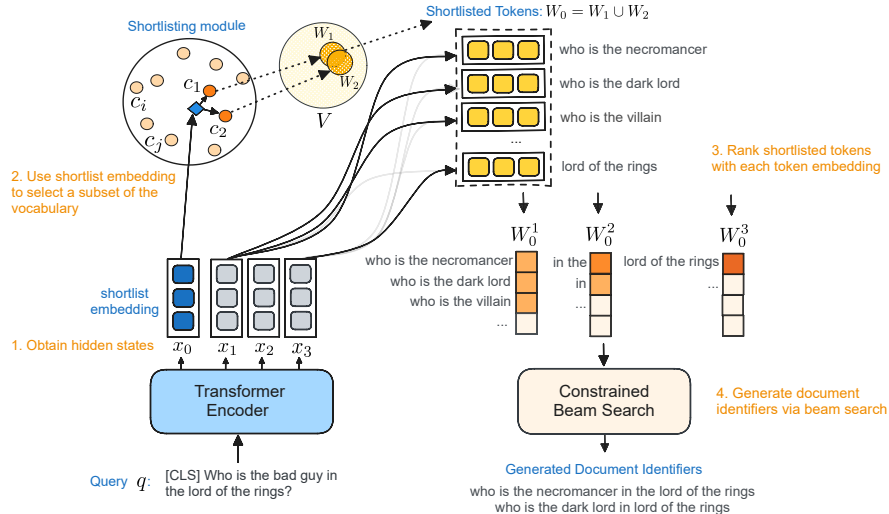 Shortlisting module
Shortlisted Tokens: W₀ = W₁ ∪ W₂
W₁
W₂
V
c₁
c₂
cᵢ
cⱼ
who is the necromancer
who is the dark lord
who is the villain
...
lord of the rings
2. Use shortlist embedding
to select a subset of the
vocabulary
3. Rank shortlisted tokens
with each token embedding
W₀¹
W₀²
W₀³
who is the necromancer
who is the dark lord
who is the villain
...
in the
in
...
lord of the rings
...
shortlist
embedding
1. Obtain hidden states
x₀
x₁
x₂
x₃
Transformer
Encoder
Constrained
Beam Search
4. Generate document
identifiers via beam search
Query q:
[CLS] Who is the bad guy in
the lord of the rings?
Generated Document Identifiers
who is the necromancer in the lord of the rings
who is the dark lord in lord of the rings